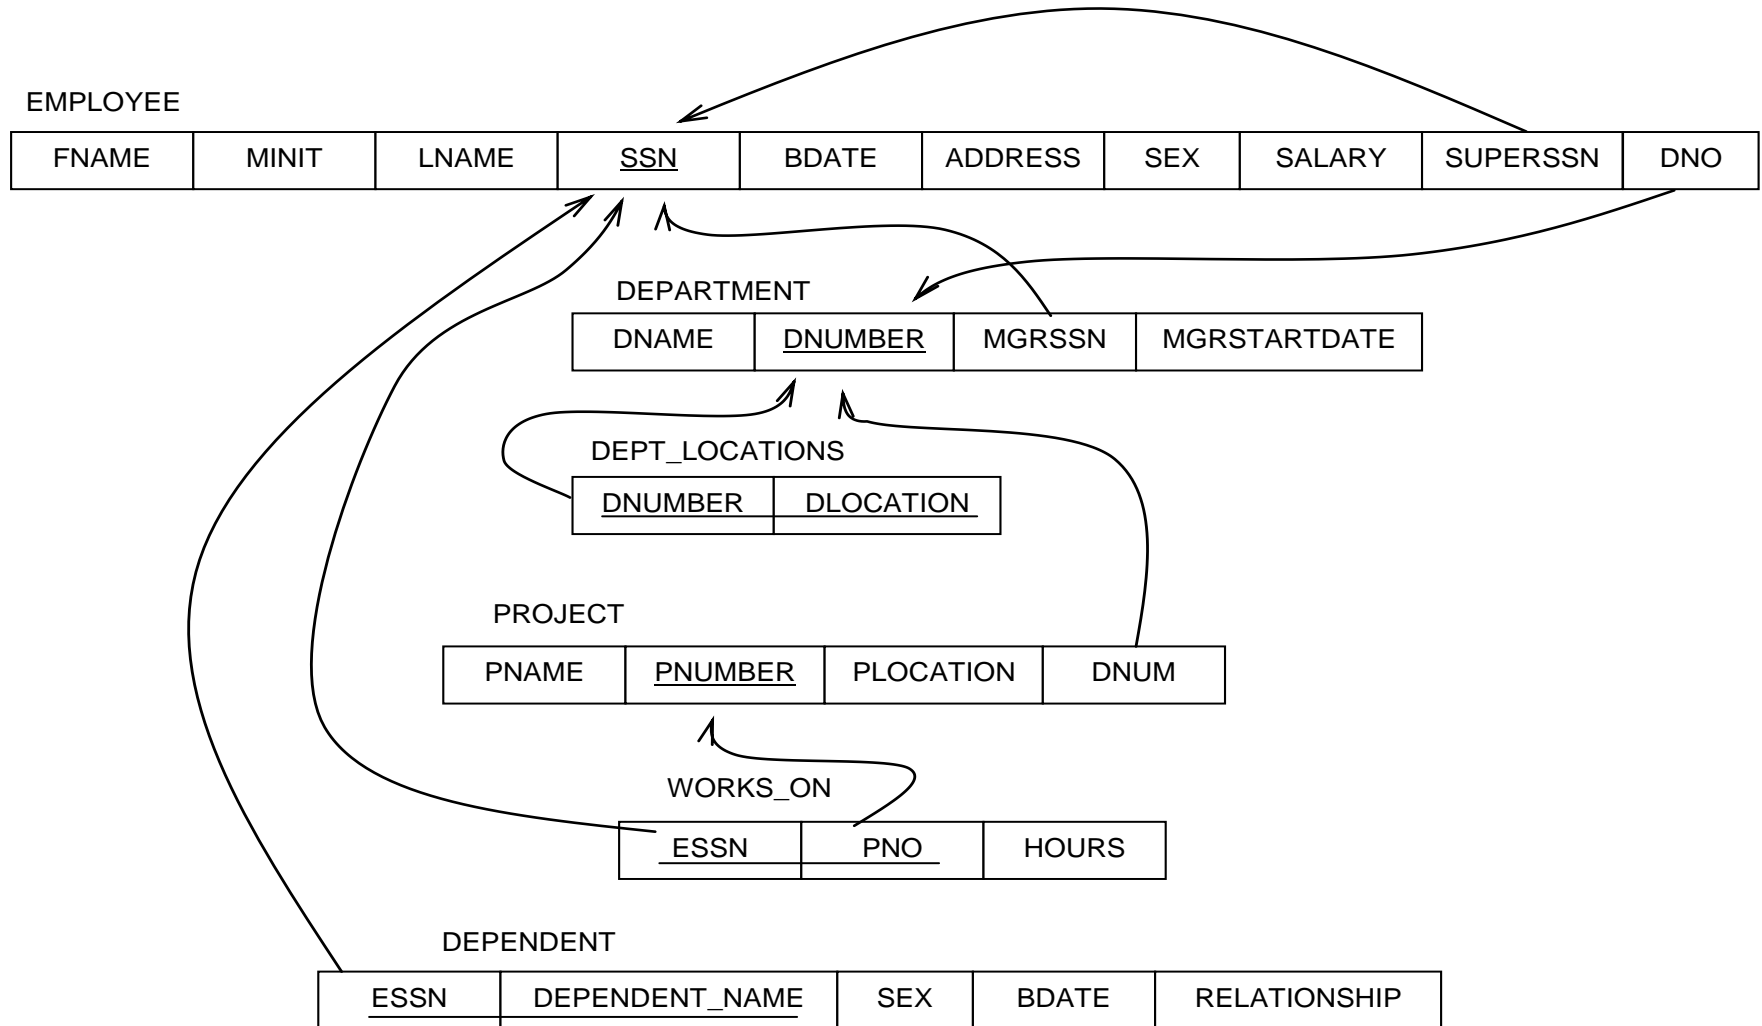 EMPLOYEE
FNAME MINIT LNAME SSN BDATE ADDRESS SEX SALARY SUPERSSN DNO
DEPARTMENT
DNAME DNUMBER MGRSSN MGRSTARTDATE
DEPT_LOCATIONS
DNUMBER DLOCATION
PROJECT
PNAME PNUMBER PLOCATION DNUM
WORKS_ON
ESSN PNO HOURS
DEPENDENT
ESSN DEPENDENT_NAME SEX BDATE RELATIONSHIP